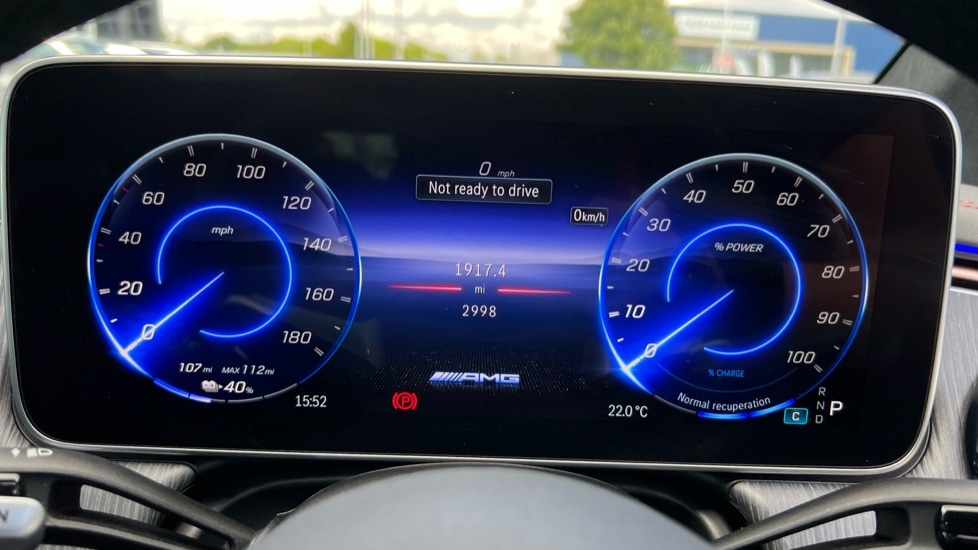 0 mph
Not ready to drive
0km/h
1917.4
mi
2998
AMG
mph
0
20
40
60
80
100
120
140
160
180
107 mi MAX 112 mi
40%
15:52
% POWER
0
10
20
30
40
50
60
70
80
90
100
% CHARGE
Normal recuperation
22.0 °C
C
R
N P
D
N